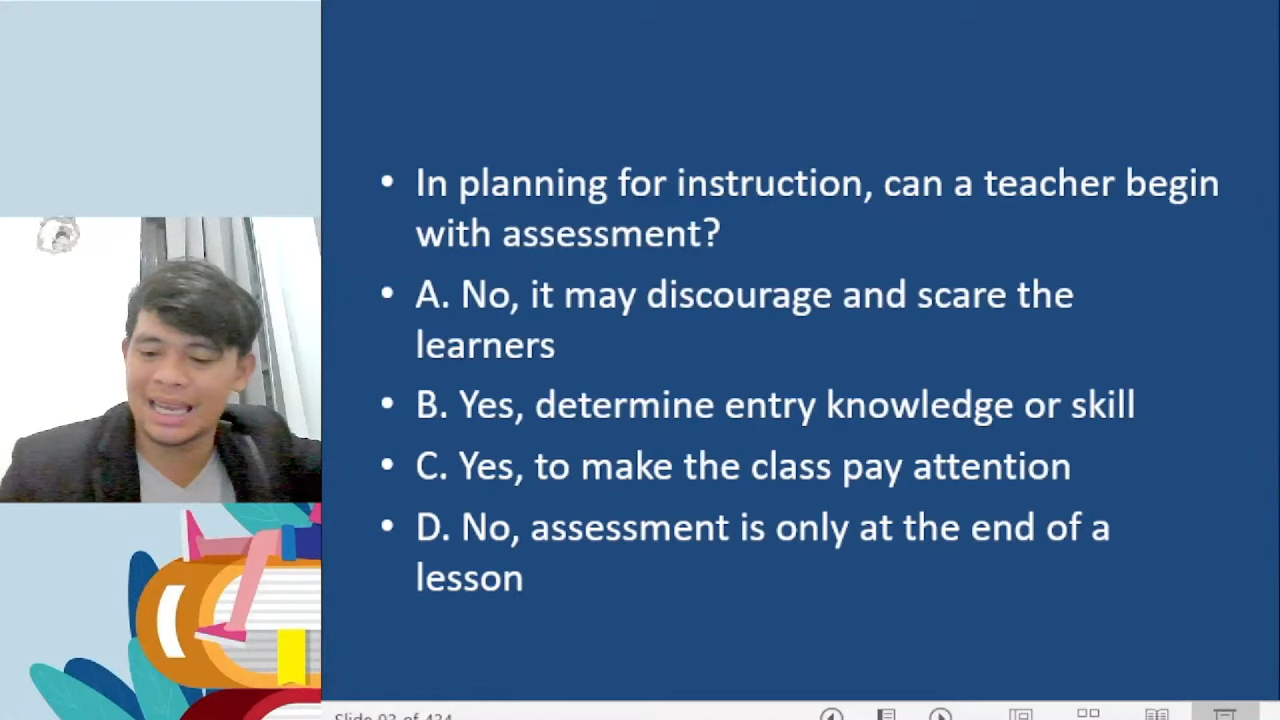 • In planning for instruction, can a teacher begin
with assessment?
• A. No, it may discourage and scare the
learners
• B. Yes, determine entry knowledge or skill
• C. Yes, to make the class pay attention
• D. No, assessment is only at the end of a
lesson
Slide 93 of 434